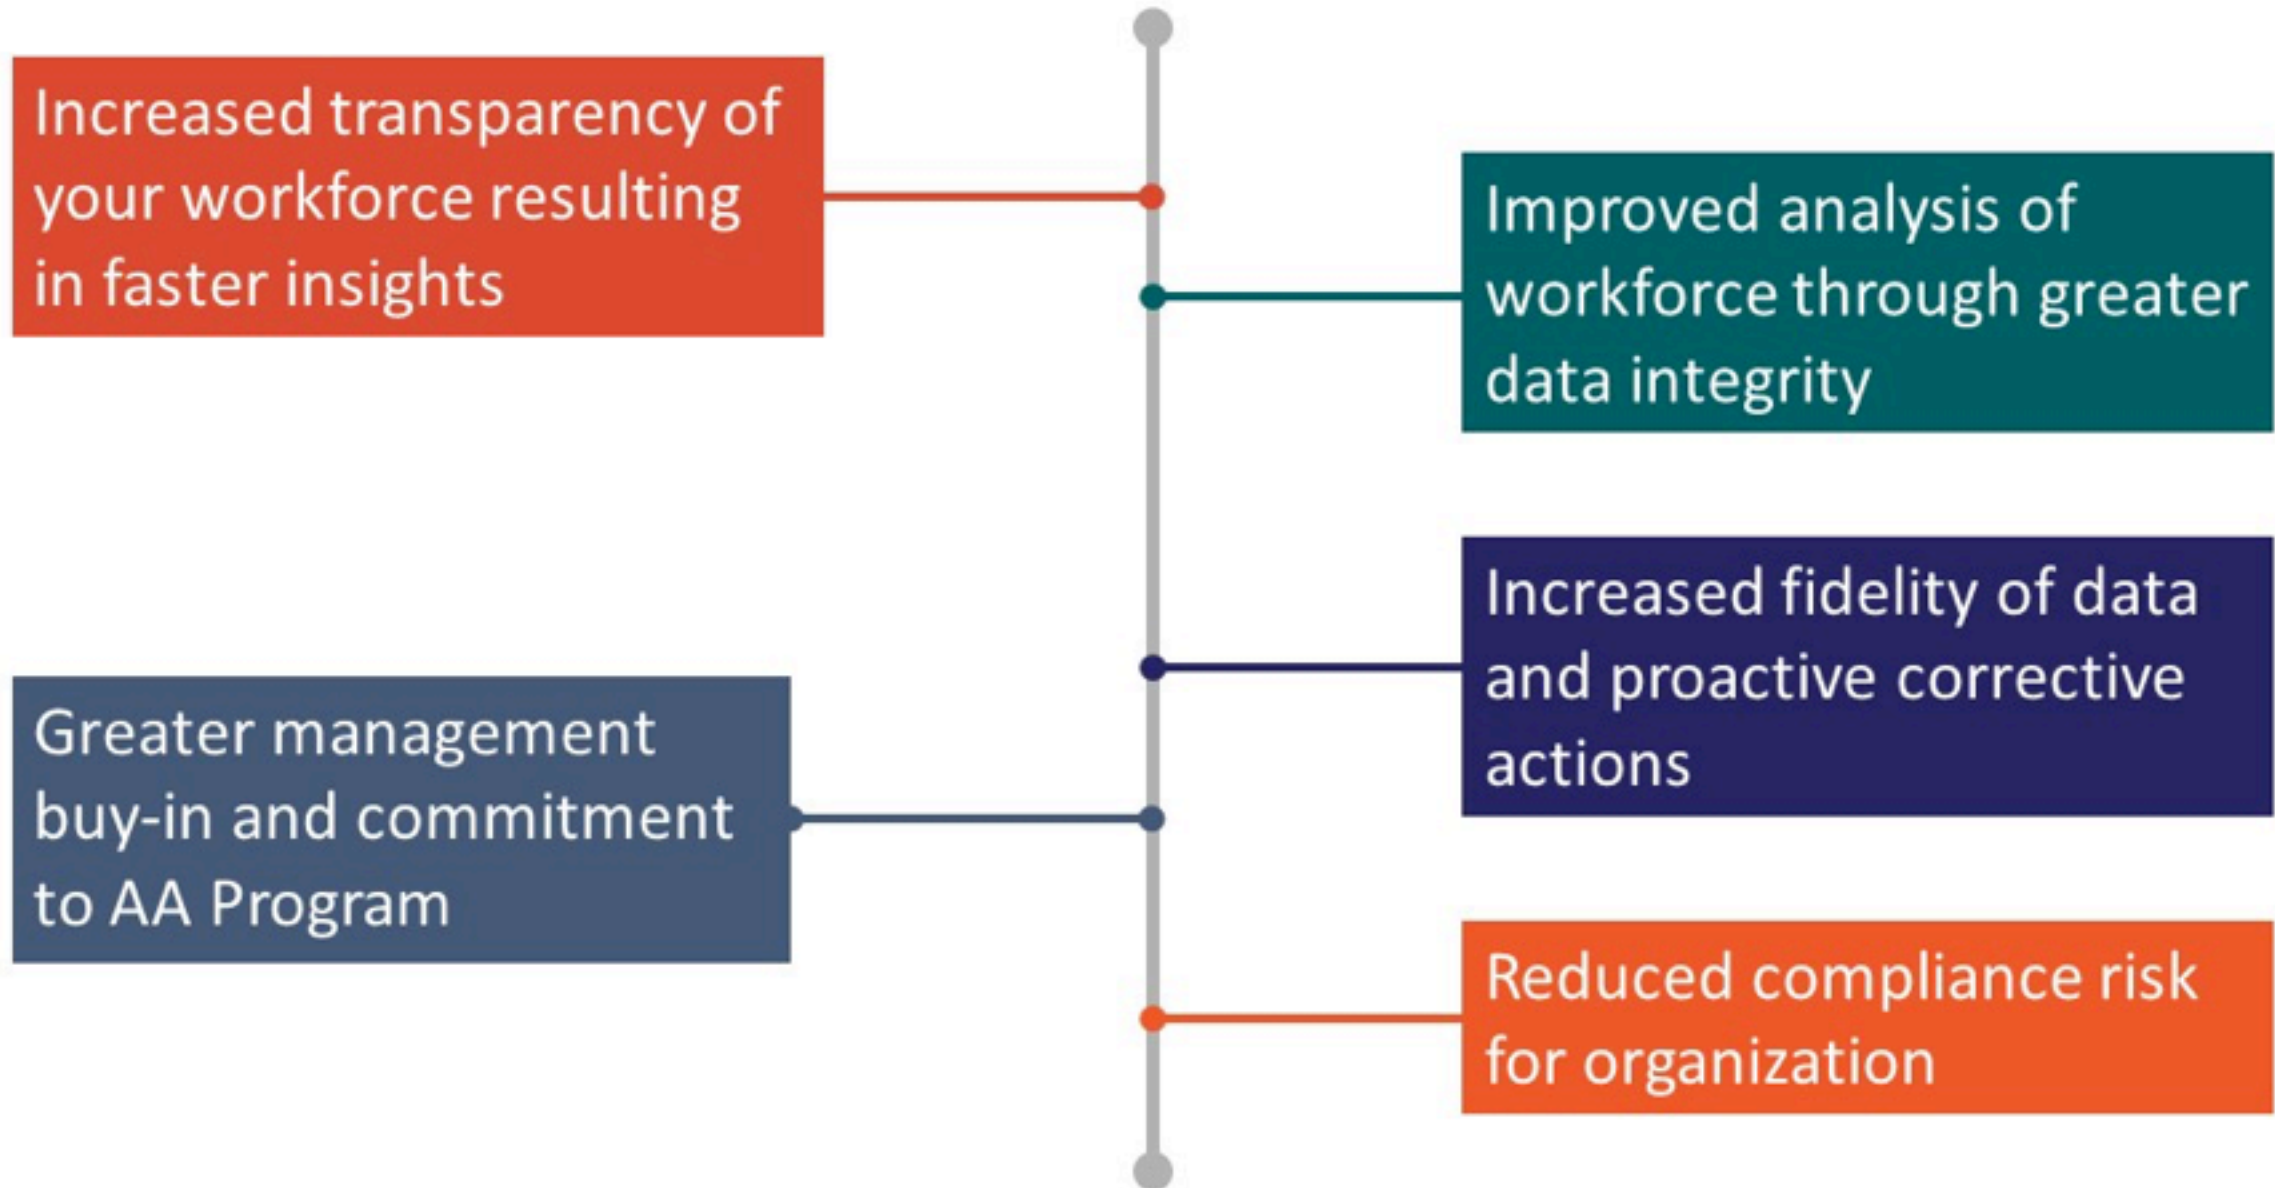 Increased transparency of
your workforce resulting
in faster insights
Improved analysis of
workforce through greater
data integrity
Increased fidelity of data
and proactive corrective
actions
Greater management
buy-in and commitment
to AA Program
Reduced compliance risk
for organization